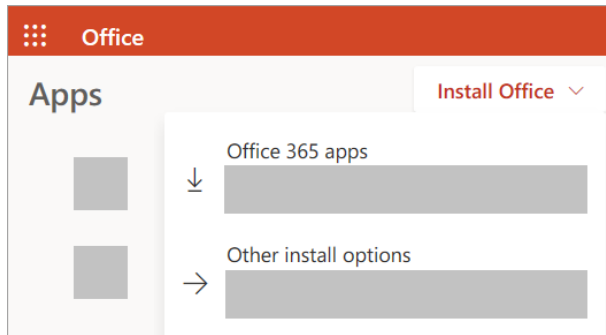 Office
Apps
Install Office
Office 365 apps
Other install options